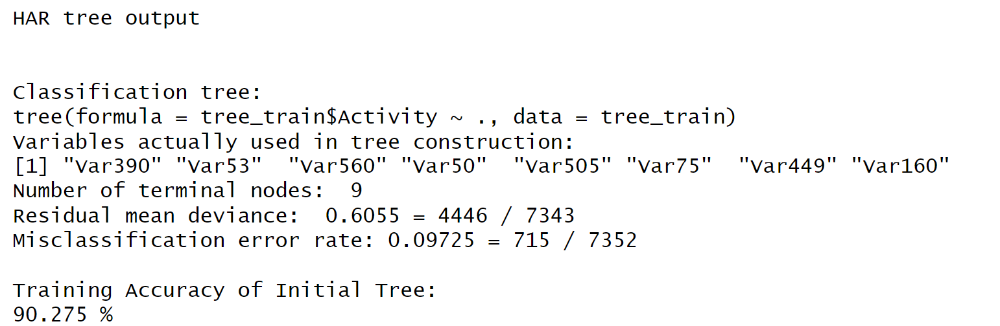 HAR tree output
Classification tree:
tree(formula = tree_train$Activity ~ ., data = tree_train)
Variables actually used in tree construction:
[1] "Var390" "Var53"  "Var560" "Var50"  "Var505" "Var75"  "Var449" "Var160"
Number of terminal nodes:  9
Residual mean deviance:  0.6055 = 4446 / 7343
Misclassification error rate: 0.09725 = 715 / 7352
Training Accuracy of Initial Tree:
90.275 %